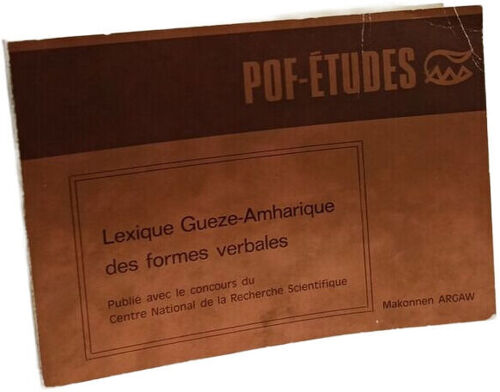 POF-ÉTUDES
Lexique Gueze-Amharique
des formes verbales
Publié avec le concours du
Centre National de la Recherche Scientifique
Makonnen ARGAW